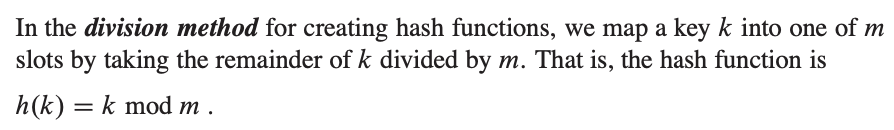 In the division method for creating hash functions, we map a key k into one of m
slots by taking the remainder of k divided by m. That is, the hash function is
h(k) = k mod m .